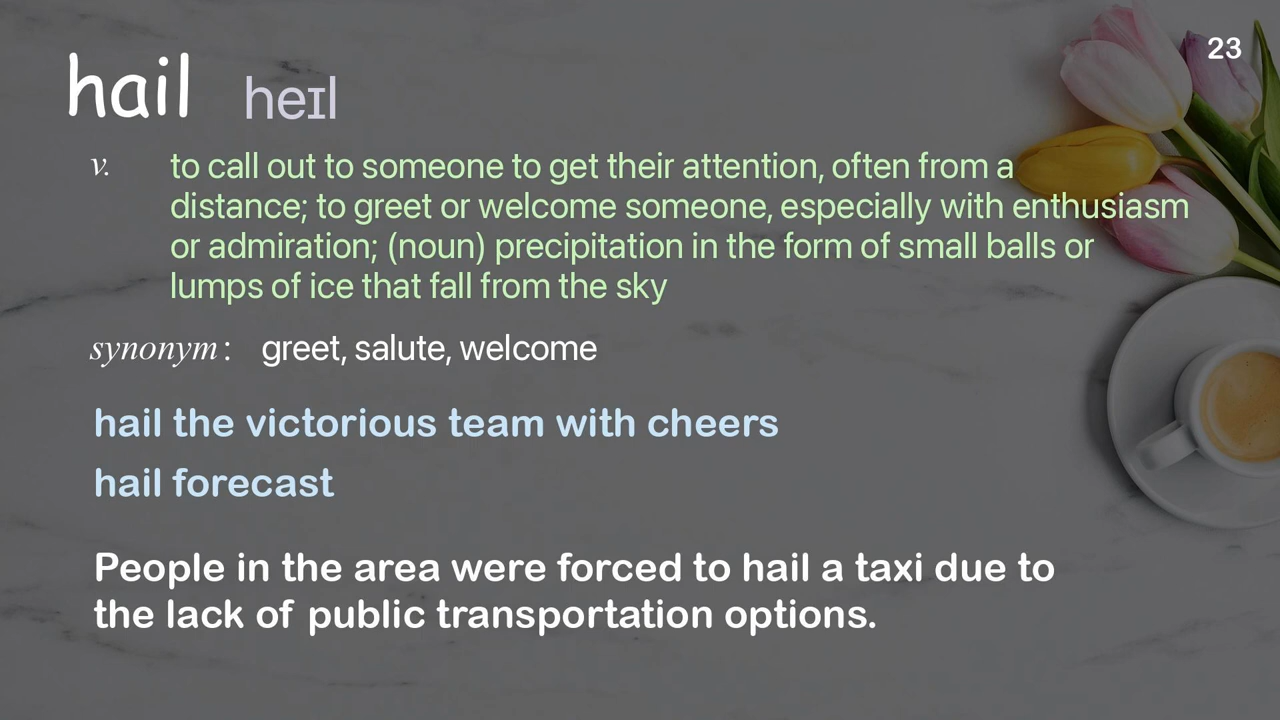 23
hail heɪl
v. to call out to someone to get their attention, often from a
distance; to greet or welcome someone, especially with enthusiasm
or admiration; (noun) precipitation in the form of small balls or
lumps of ice that fall from the sky
synonym: greet, salute, welcome
hail the victorious team with cheers
hail forecast
People in the area were forced to hail a taxi due to
the lack of public transportation options.